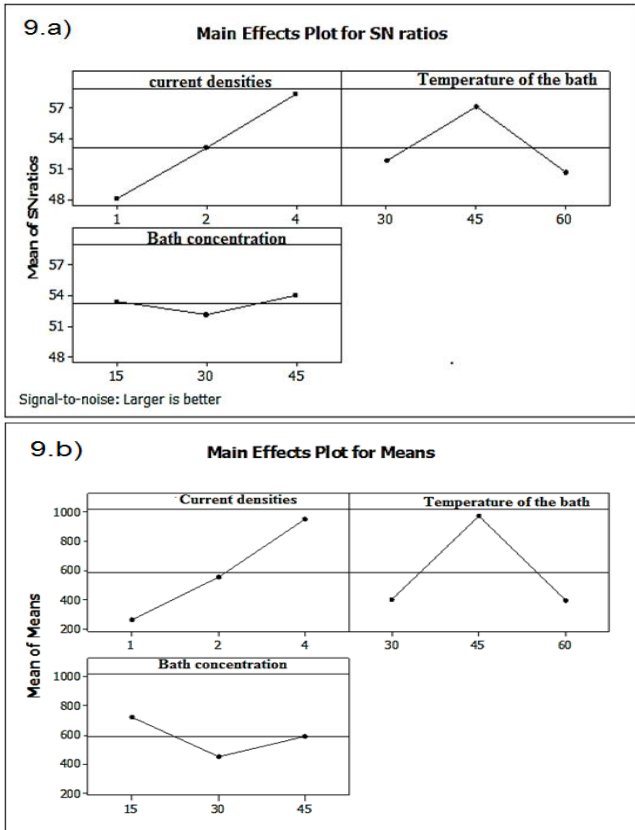 9.a)
Main Effects Plot for SN ratios
current densities
Temperature of the bath
57
54
51
48
1 2 4
30 45 60
Mean of SN ratios
Bath concentration
57
54
51
48
15 30 45
Signal-to-noise: Larger is better
9.b)
Main Effects Plot for Means
Current densities
Temperature of the bath
1000
800
600
400
200
1 2 4
30 45 60
Mean of Means
Bath concentration
1000
800
600
400
200
15 30 45